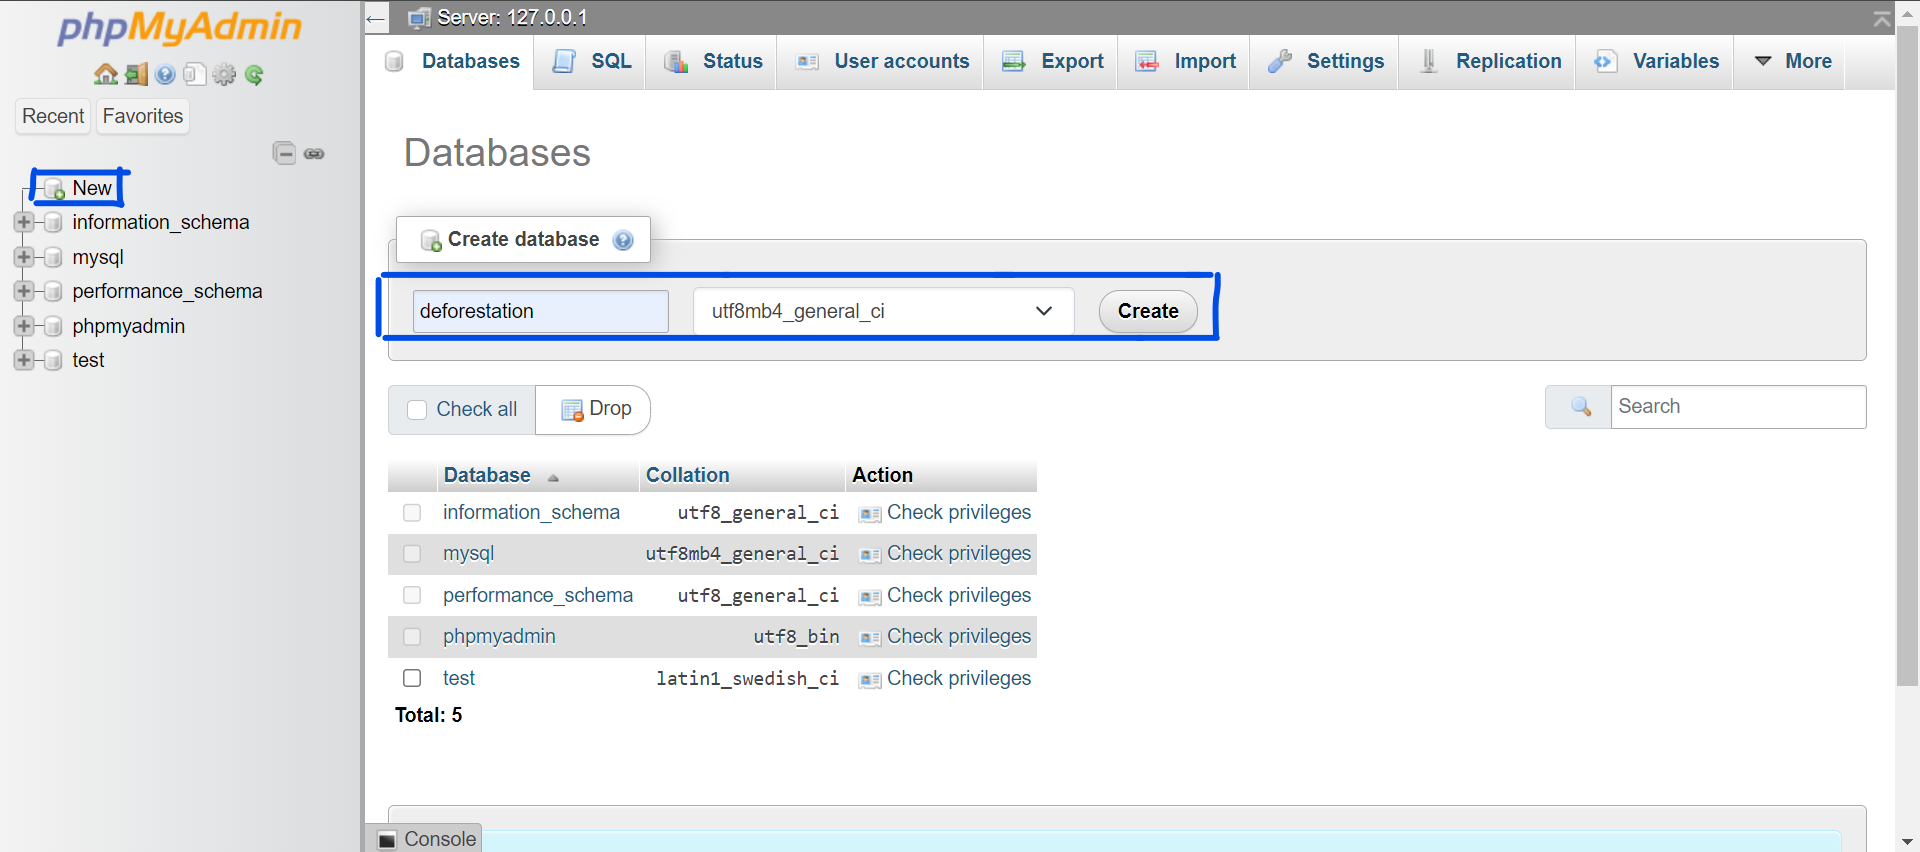 phpMyAdmin
Recent
Favorites
New
information_schema
mysql
performance_schema
phpmyadmin
test
Server: 127.0.0.1
Databases
SQL
Status
User accounts
Export
Import
Settings
Replication
Variables
More
Databases
Create database
deforestation
utf8mb4_general_ci
Create
Check all
Drop
Search
Database Collation Action
information_schema utf8_general_ci Check privileges
mysql utf8mb4_general_ci Check privileges
performance_schema utf8_general_ci Check privileges
phpmyadmin utf8_bin Check privileges
test latin1_swedish_ci Check privileges
Total: 5
Console